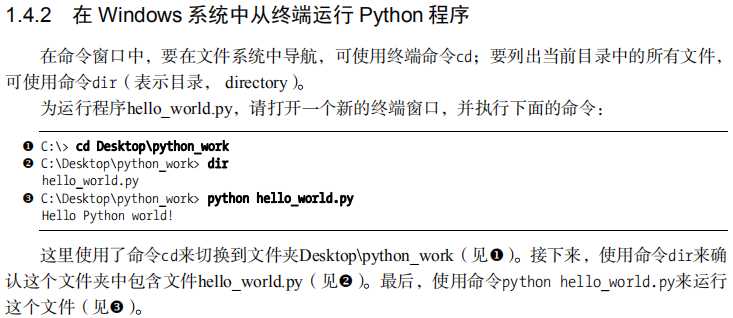 1.4.2 在 Windows 系统中从终端运行 Python 程序
在命令窗口中，要在文件系统中导航，可使用终端命令cd；要列出当前目录中的所有文件，
可使用命令dir（表示目录， directory）。
为运行程序hello_world.py，请打开一个新的终端窗口，并执行下面的命令：
❶ C:\> cd Desktop\python_work
❷ C:\Desktop\python_work> dir
hello_world.py
❸ C:\Desktop\python_work> python hello_world.py
Hello Python world!
这里使用了命令cd来切换到文件夹Desktop\python_work（见❶）。接下来，使用命令dir来确
认这个文件夹中包含文件hello_world.py（见❷）。最后，使用命令python hello_world.py来运行
这个文件（见❸）。